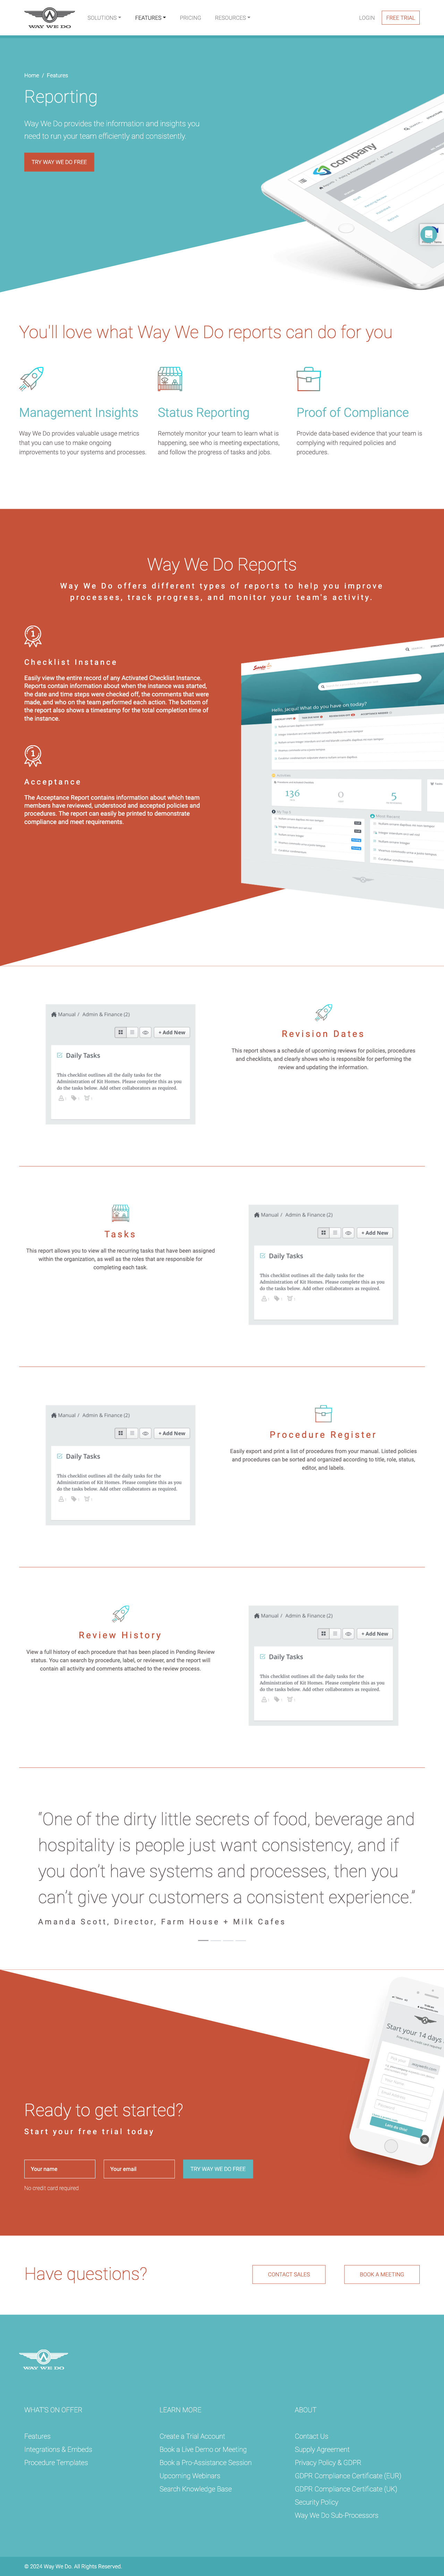 WAY WE DO
SOLUTIONS
FEATURES
PRICING
RESOURCES
LOGIN
FREE TRIAL
Home / Features
Reporting
Way We Do provides the information and insights you
need to run your team efficiently and consistently.
TRY WAY WE DO FREE
company
You'll love what Way We Do reports can do for you
Management Insights
Way We Do provides valuable usage metrics
that you can use to make ongoing
improvements to your systems and processes.
Status Reporting
Remotely monitor your team to learn what is
happening, see who is meeting expectations,
and follow the progress of tasks and jobs.
Proof of Compliance
Provide data-based evidence that your team is
complying with required policies and
procedures.
Way We Do Reports
Way We Do offers different types of reports to help you improve
processes, track progress, and monitor your team's activity.
Checklist Instance
Easily view the entire record of any Activated Checklist Instance.
Reports contain information about when the instance was started,
the date and time steps were checked off, the comments that were
made, and who on the team performed each action. The bottom of
the report also shows a timestamp for the total completion time of
the instance.
Acceptance
The Acceptance Report contains information about which team
members have reviewed, understood and accepted policies and
procedures. The report can easily be printed to demonstrate
compliance and meet requirements.
Hello, Jacqui! What do you have on today?
136
0
5
Manual / Admin & Finance (2)
+ Add New
Daily Tasks
This checklist outlines all the daily tasks for the
Administration of Kit Homes. Please complete this as you
do the tasks below. Add other collaborators as required.
Revision Dates
This report shows a schedule of upcoming reviews for policies, procedures
and checklists, and clearly shows who is responsible for performing the
review and updating the information.
Tasks
This report allows you to view all the recurring tasks that have been assigned
within the organization, as well as the roles that are responsible for
completing each task.
Manual / Admin & Finance (2)
+ Add New
Daily Tasks
This checklist outlines all the daily tasks for the
Administration of Kit Homes. Please complete this as you
do the tasks below. Add other collaborators as required.
Manual / Admin & Finance (2)
+ Add New
Daily Tasks
This checklist outlines all the daily tasks for the
Administration of Kit Homes. Please complete this as you
do the tasks below. Add other collaborators as required.
Procedure Register
Easily export and print a list of procedures from your manual. Listed policies
and procedures can be sorted and organized according to title, role, status,
editor, and labels.
Review History
View a full history of each procedure that has been placed in Pending Review
status. You can search by procedure, label, or reviewer, and the report will
contain all activity and comments attached to the review process.
Manual / Admin & Finance (2)
+ Add New
Daily Tasks
This checklist outlines all the daily tasks for the
Administration of Kit Homes. Please complete this as you
do the tasks below. Add other collaborators as required.
"One of the dirty little secrets of food, beverage and
hospitality is people just want consistency, and if
you don't have systems and processes, then you
can't give your customers a consistent experience."
Amanda Scott, Director, Farm House + Milk Cafes
Start your 14 days
Ready to get started?
Start your free trial today
Your name
Your email
TRY WAY WE DO FREE
No credit card required
Have questions?
CONTACT SALES
BOOK A MEETING
WAY WE DO
WHAT'S ON OFFER
Features
Integrations & Embeds
Procedure Templates
LEARN MORE
Create a Trial Account
Book a Live Demo or Meeting
Book a Pro-Assistance Session
Upcoming Webinars
Search Knowledge Base
ABOUT
Contact Us
Supply Agreement
Privacy Policy & GDPR
GDPR Compliance Certificate (EUR)
GDPR Compliance Certificate (UK)
Security Policy
Way We Do Sub-Processors
© 2024 Way We Do. All Rights Reserved.